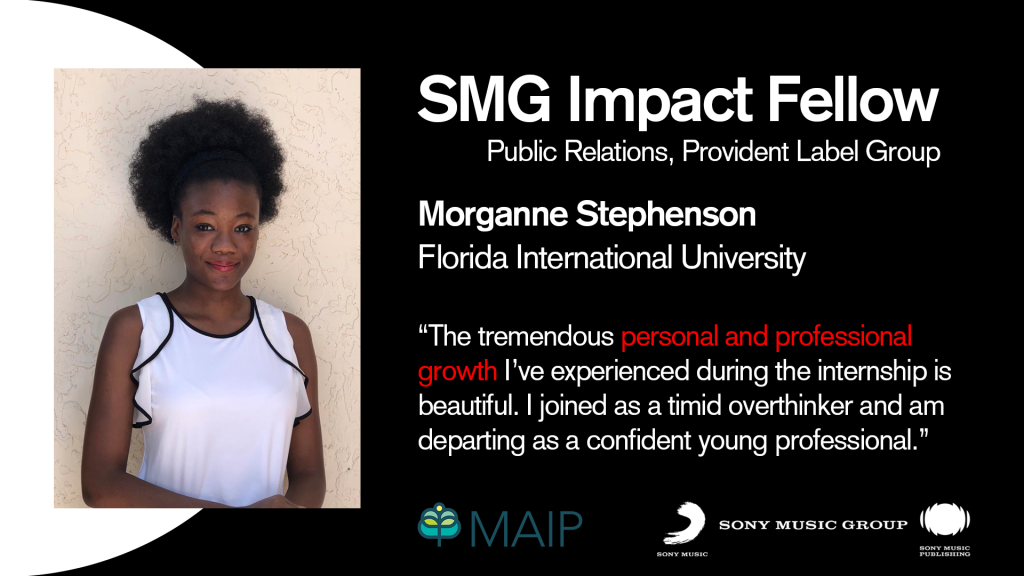 SMG Impact Fellow
Public Relations, Provident Label Group
Morganne Stephenson
Florida International University
“The tremendous personal and professional
growth I’ve experienced during the internship is
beautiful. I joined as a timid overthinker and am
departing as a confident young professional.”
MAIP
SONY MUSIC
SONY MUSIC GROUP
SONY MUSIC
PUBLISHING